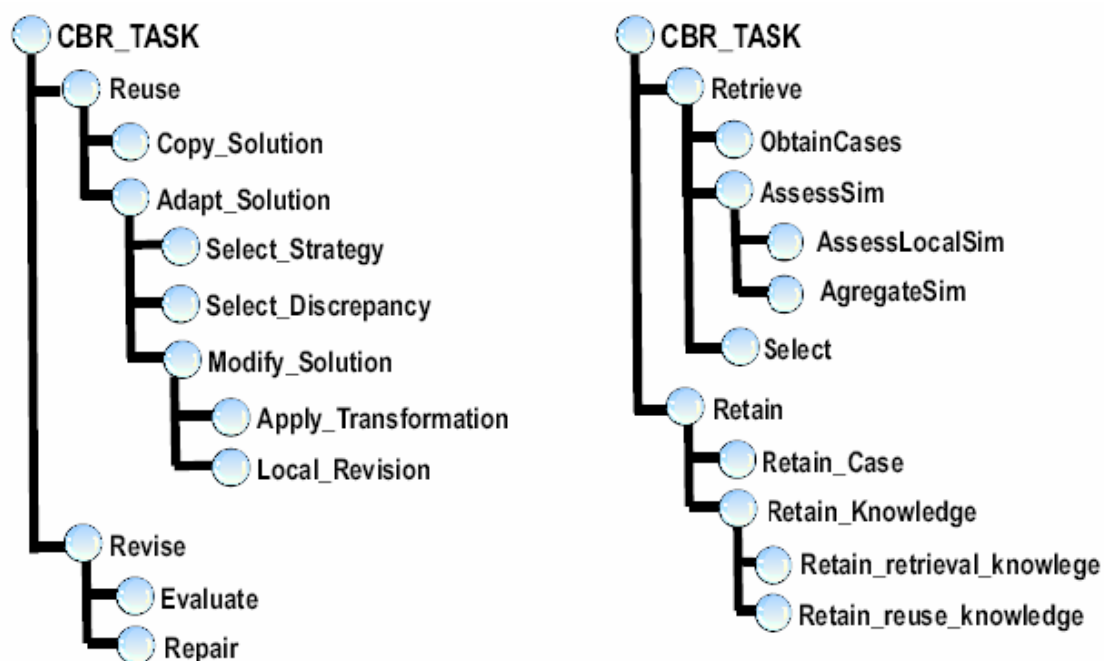 CBR_TASK
Reuse
Copy_Solution
Adapt_Solution
Select_Strategy
Select_Discrepancy
Modify_Solution
Apply_Transformation
Local_Revision
Revise
Evaluate
Repair
CBR_TASK
Retrieve
ObtainCases
AssessSim
AssessLocalSim
AgregateSim
Select
Retain
Retain_Case
Retain_Knowledge
Retain_retrieval_knowlege
Retain_reuse_knowledge